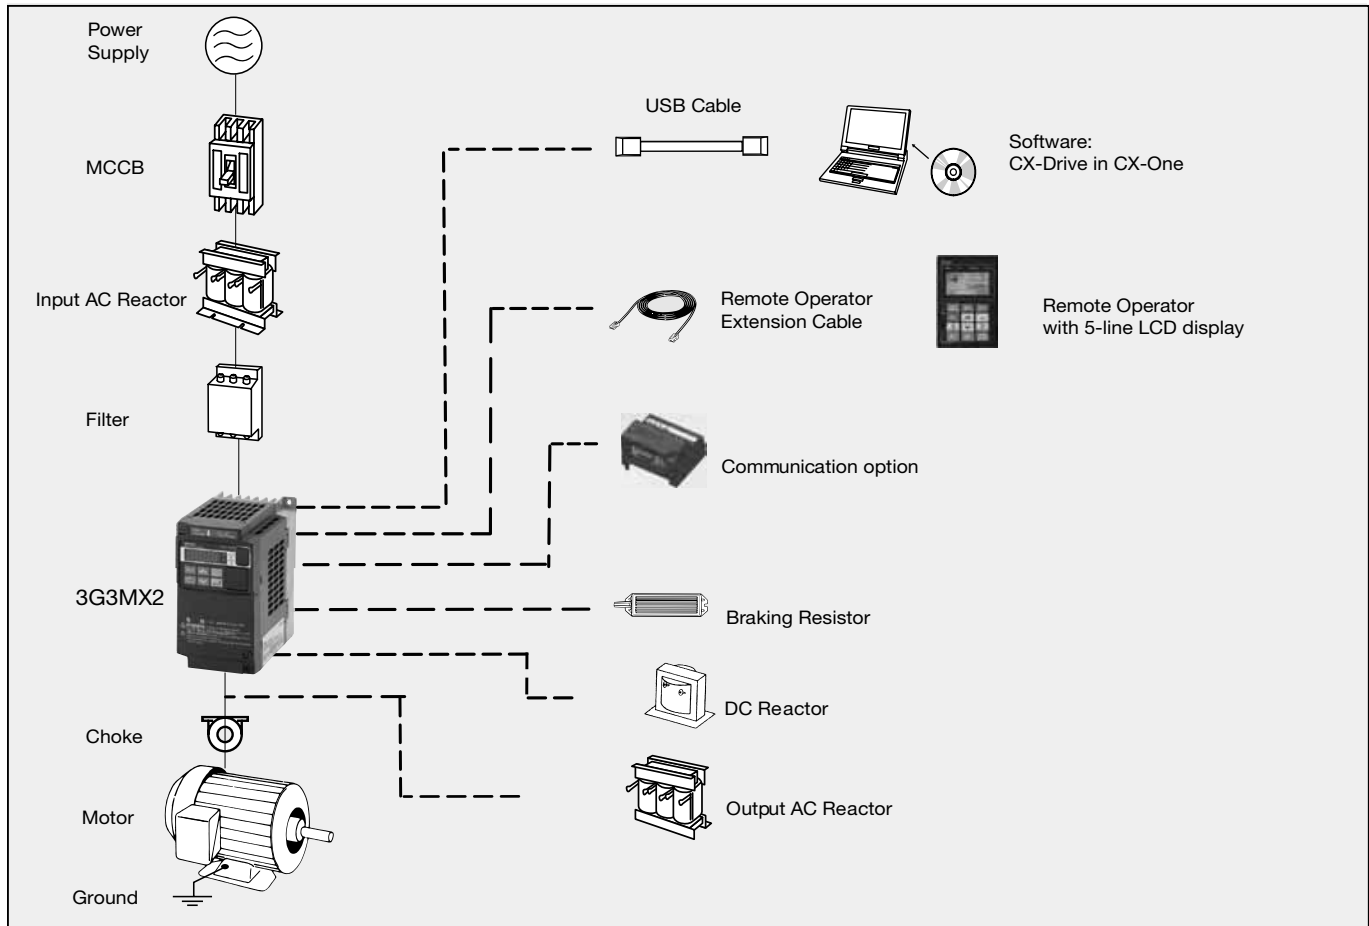 Power
Supply
USB Cable
MCCB
Software:
CX-Drive in CX-One
Input AC Reactor
Remote Operator
Extension Cable
Remote Operator
with 5-line LCD display
Filter
Communication option
3G3MX2
Braking Resistor
DC Reactor
Choke
Motor
Output AC Reactor
Ground